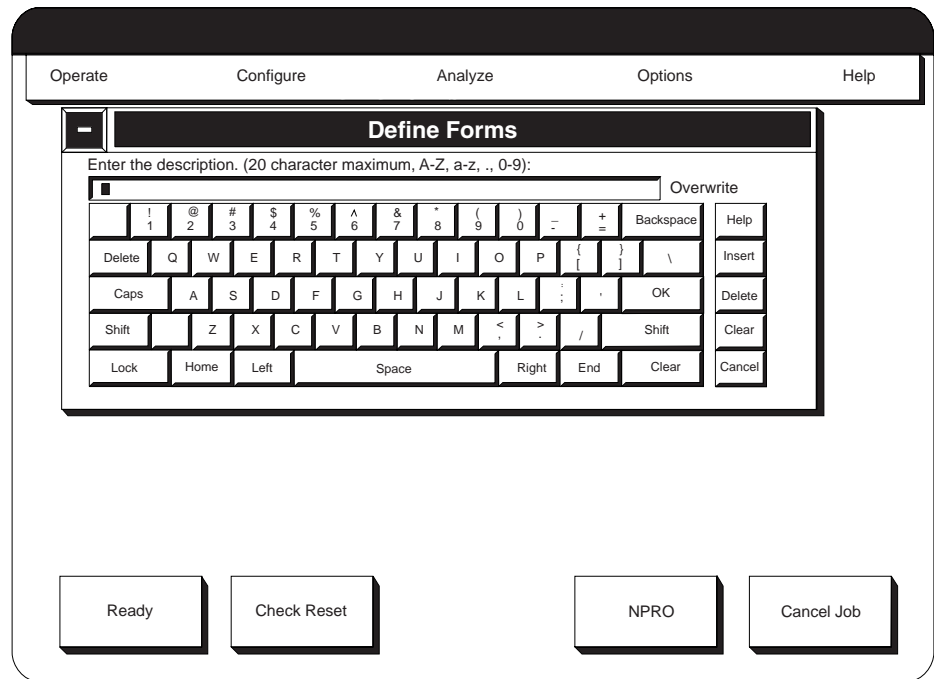 Operate Configure Analyze Options Help
Define Forms
Enter the description. (20 character maximum, A-Z, a-z, ., 0-9):
Overwrite
! @ # $ % ^ & * ( ) _ +
1 2 3 4 5 6 7 8 9 0 - = Backspace Help
Delete Q W E R T Y U I O P { [ } ] \ Insert
Caps A S D F G H J K L : ; ' OK Delete
Shift Z X C V B N M < , > . / Shift Clear
Lock Home Left Space Right End Clear Cancel
Ready Check Reset NPRO Cancel Job